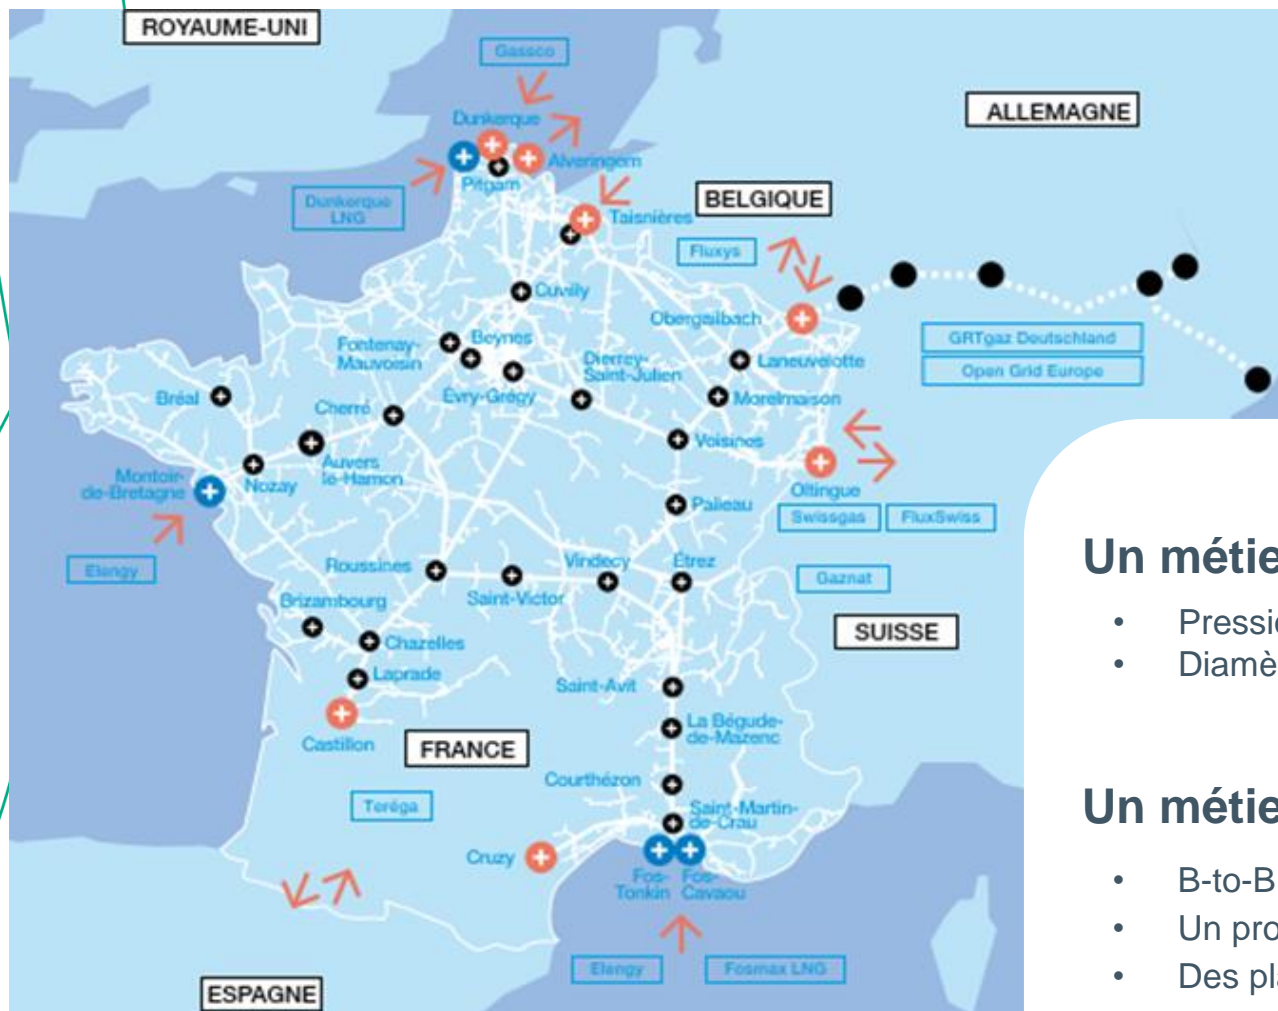 ROYAUME-UNI
Gassco
ALLEMAGNE
Dunkerque
Alveringem
Pitgam
Dunkerque
LNG
BELGIQUE
Taisnières
Fluxys
Cuvilly
Obergailbach
Fontenay-
Mauvoisin
Beynes
Dierrey-
Saint-Julien
Laneuvelotte
GRTgaz Deutschland
Open Grid Europe
Bréal
Cherré
Évry-Grégy
Morelmaison
Voisines
Auvers
le-Hamon
Montoir-
de-Bretagne
Nozay
Oltingue
Palleau
Swissgas
FluxSwiss
Elengy
Roussines
Saint-Victor
Vindecy
Étrez
Gaznat
Brizambourg
SUISSE
Chazelles
Laprade
Saint-Avit
La Bégude-
de-Mazenc
Castillon
FRANCE
Courthézon
Teréga
Saint-Martin-
de-Crau
Cruzy
Fos-
Tonkin
Fos-
Cavaou
Elengy
Fosmax LNG
ESPAGNE
Un métie
• Pressi
• Diamè
Un métie
• B-to-B
• Un pro
• Des pla